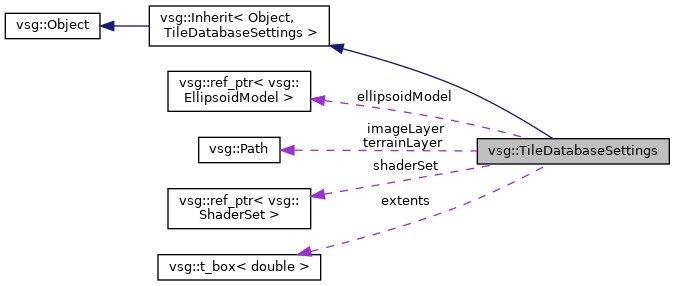 vsg::Object
vsg::Inherit< Object,
TileDatabaseSettings >
vsg::ref_ptr< vsg::
EllipsoidModel >
ellipsoidModel
vsg::Path
imageLayer
terrainLayer
vsg::TileDatabaseSettings
vsg::ref_ptr< vsg::
ShaderSet >
shaderSet
extents
vsg::t_box< double >